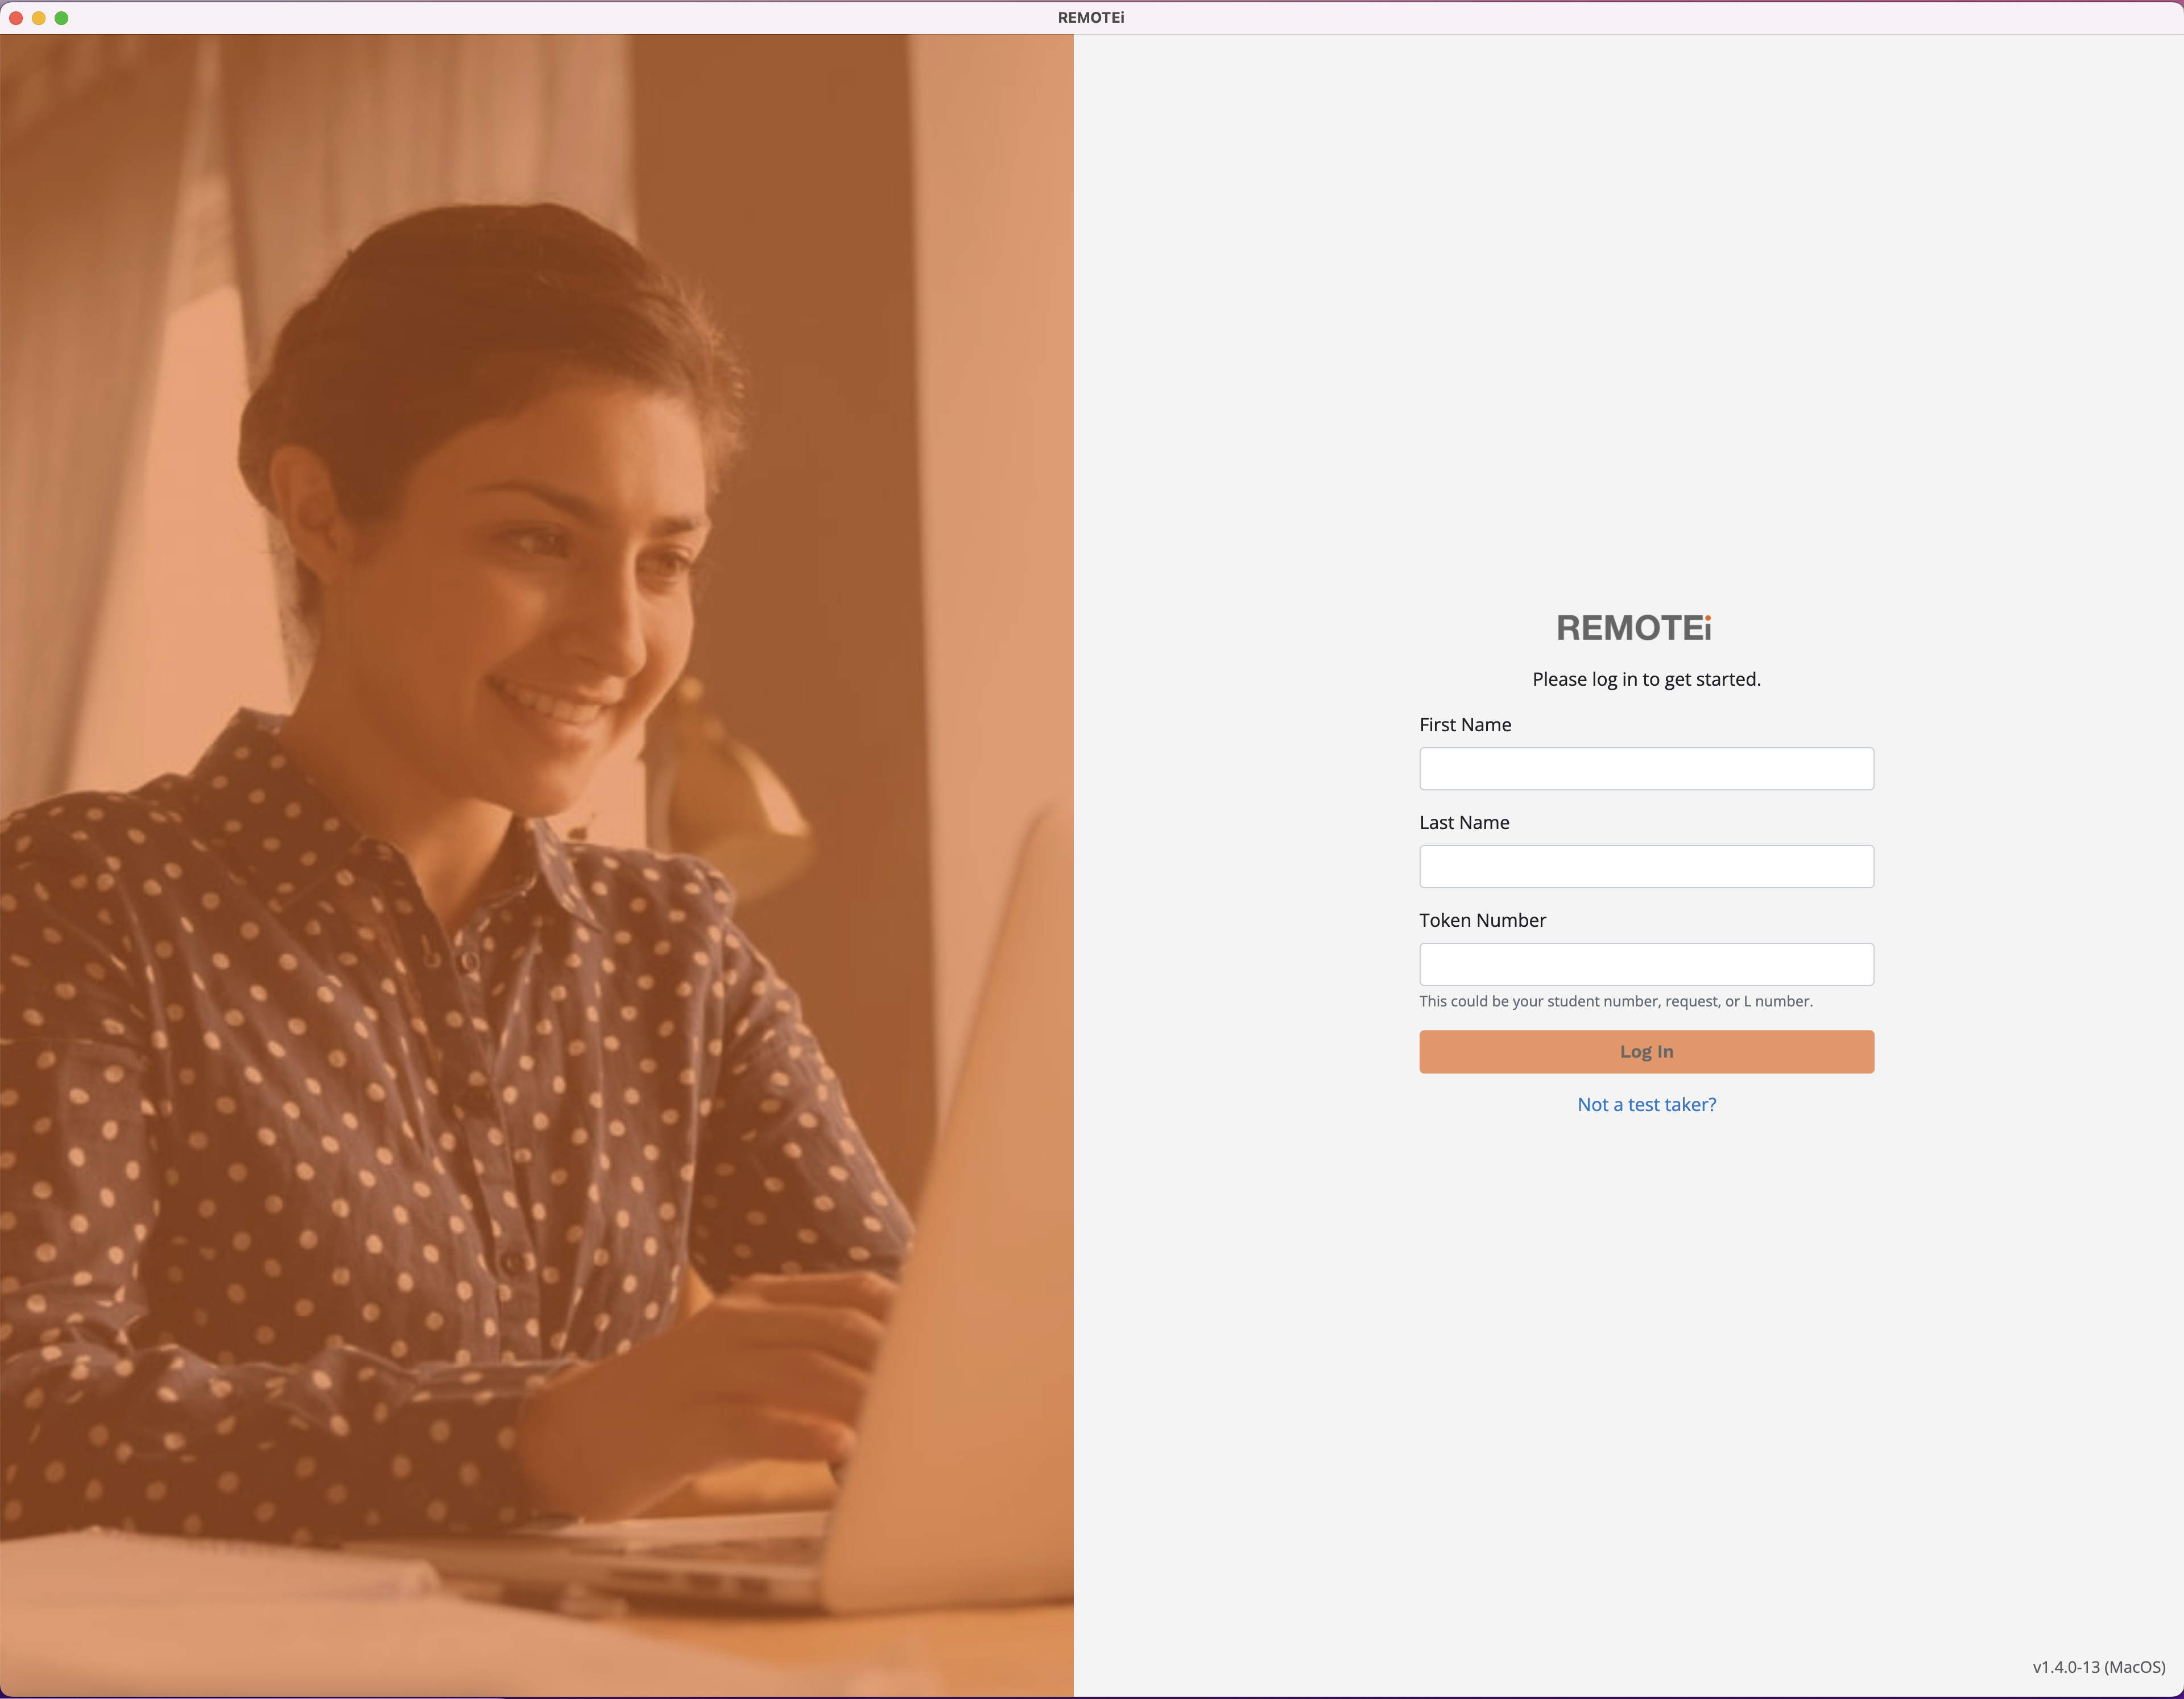 REMOTEi
REMOTEi
Please log in to get started.
First Name
Last Name
Token Number
This could be your student number, request, or L number.
Log In
Not a test taker?
v1.4.0-13 (MacOS)